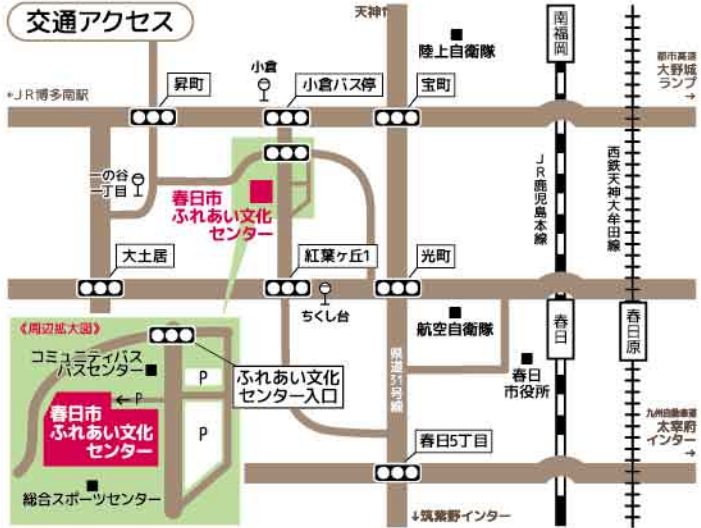 交通アクセス
天神↑
陸上自衛隊
南福岡
都市高速
大野城
ランプ
→
←JR博多南駅
昇町
小倉
小倉バス停
宝町
一の谷
一丁目
春日市
ふれあい文化
センター
JR鹿児島本線
西鉄天神大牟田線
大土居
紅葉ヶ丘1
光町
ちくし台
航空自衛隊
春日
春日原
県道31号線
春日
市役所
《周辺拡大図》
コミュニティバス
バスセンター
P
ふれあい文化
センター入口
←P
春日市
ふれあい文化
センター
P
総合スポーツセンター
春日5丁目
九州自動車道
太宰府
インター
→
↓筑紫野インター